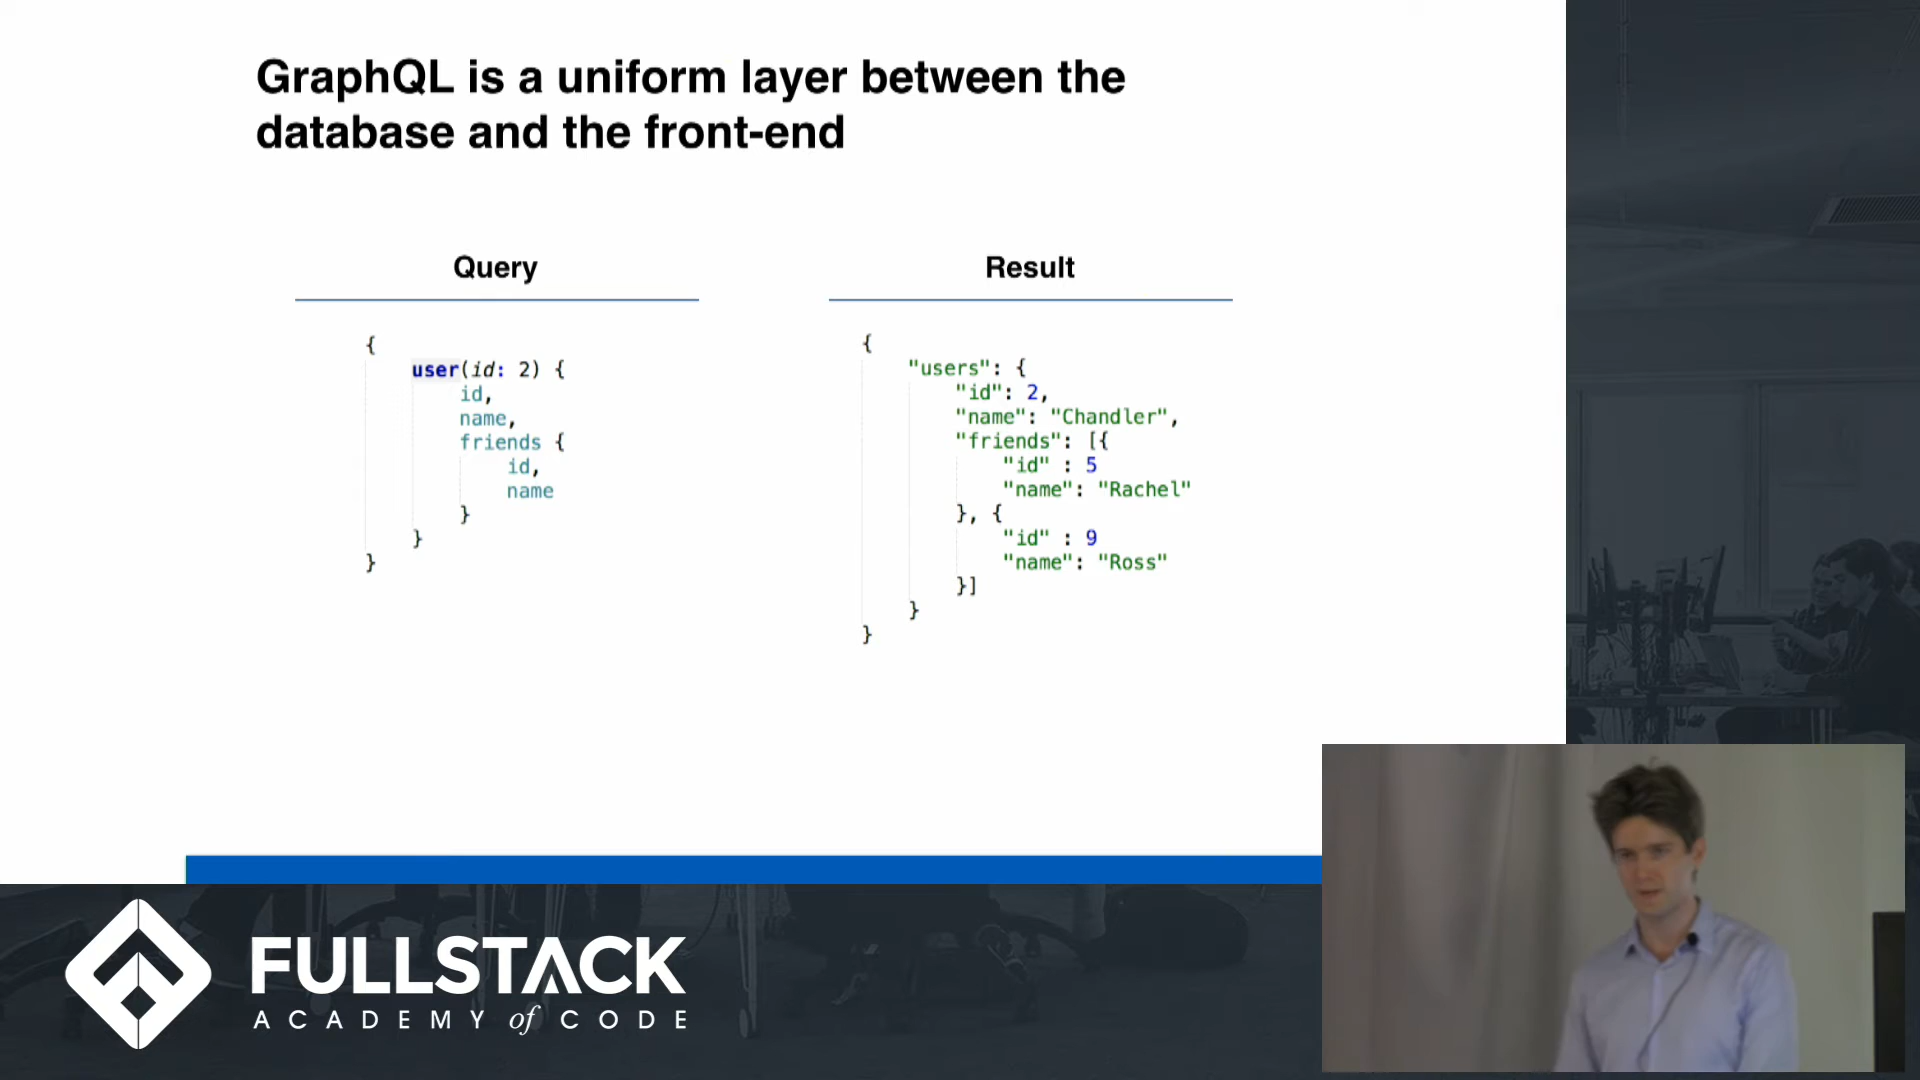 GraphQL is a uniform layer between the
database and the front-end
Query
{
user(id: 2) {
id,
name,
friends {
id,
name
}
}
}
Result
{
"users": {
"id": 2,
"name": "Chandler",
"friends": [{
"id" : 5
"name": "Rachel"
}, {
"id" : 9
"name": "Ross"
}]
}
}
FULLSTACK
ACADEMY of CODE